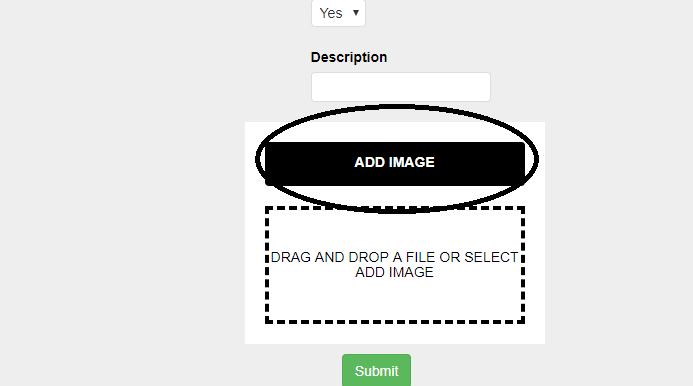 Yes
Description
ADD IMAGE
DRAG AND DROP A FILE OR SELECT
ADD IMAGE
Submit